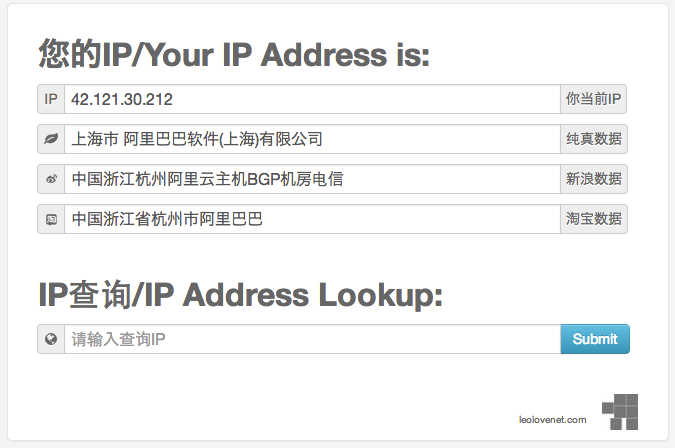 您的IP/Your IP Address is:
IP 42.121.30.212 你当前IP
上海市 阿里巴巴软件(上海)有限公司 纯真数据
中国浙江杭州阿里云主机BGP机房电信 新浪数据
淘 中国浙江省杭州市阿里巴巴 淘宝数据
IP查询/IP Address Lookup:
请输入查询IP Submit
leolovenet.com